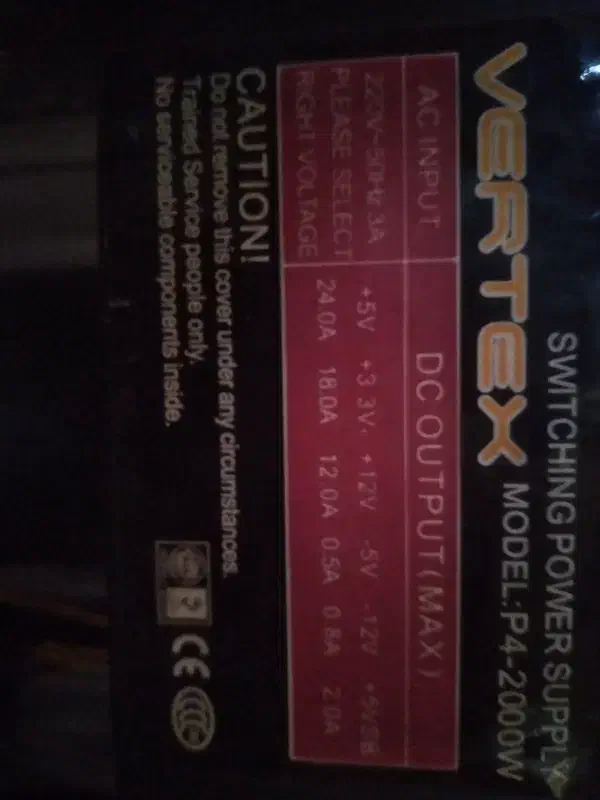 SWITCHING POWER SUPPLY
VERTEX MODEL:P4-2000W
AC INPUT DC OUTPUT(MAX)
220V~50Hz 3A +5V +3.3V +12V -5V -12V +5VSB
PLEASE SELECT 24.0A 18.0A 12.0A 0.5A 0.8A 2.0A
RIGHT VOLTAGE
CAUTION!
Do not remove this cover under any circumstances.
Trained Service people only.
No serviceable components inside.
CE